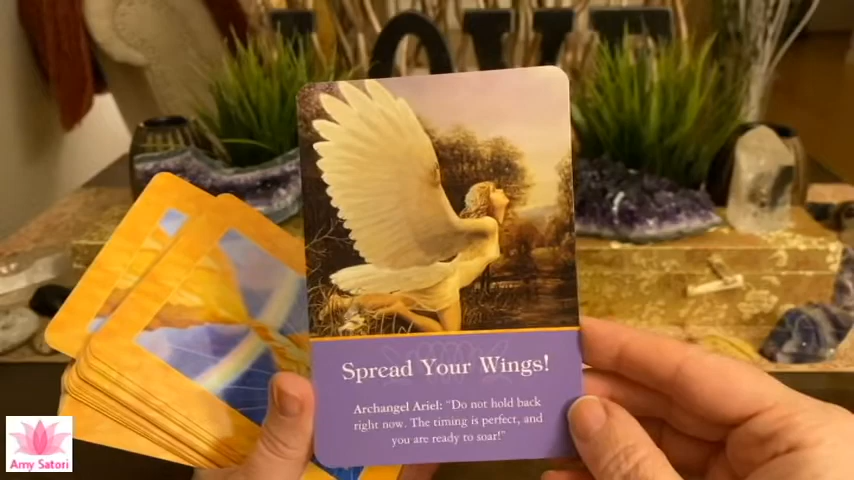 LOVE
Spread Your Wings!
Archangel Ariel: “Do not hold back
right now. The timing is perfect, and
you are ready to soar!”
Amy Satori